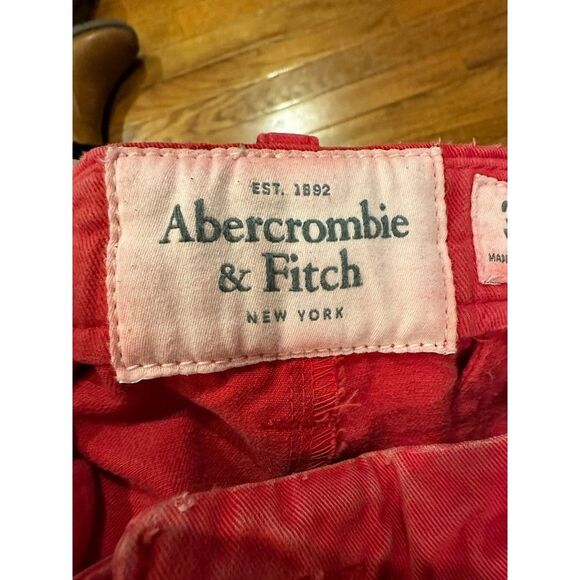 EST. 1892
Abercrombie
& Fitch
NEW YORK